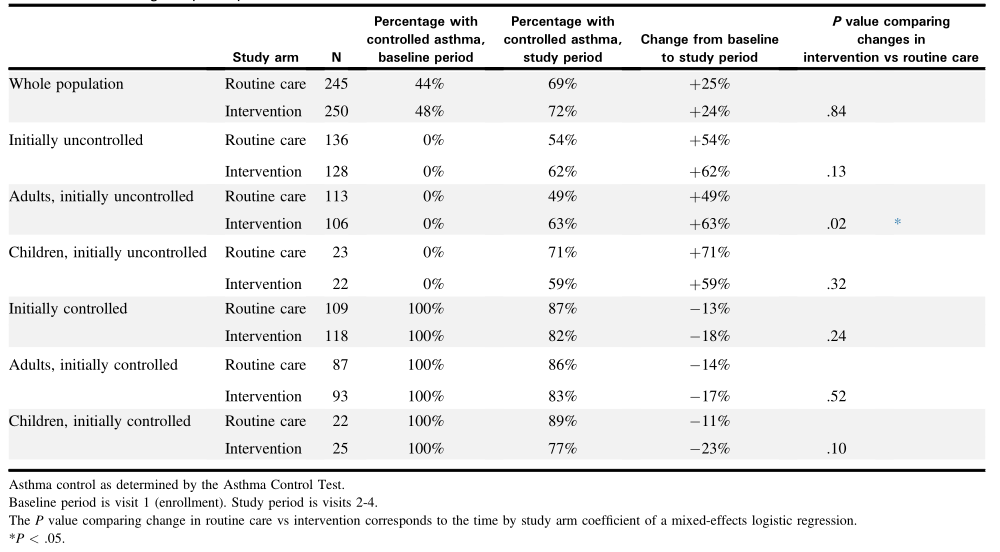 Study arm N Percentage with controlled asthma, baseline period Percentage with controlled asthma, study period Change from baseline to study period P value comparing changes in intervention vs routine care
Whole population Routine care 245 44% 69% +25%
Intervention 250 48% 72% +24% .84
Initially uncontrolled Routine care 136 0% 54% +54%
Intervention 128 0% 62% +62% .13
Adults, initially uncontrolled Routine care 113 0% 49% +49%
Intervention 106 0% 63% +63% .02 *
Children, initially uncontrolled Routine care 23 0% 71% +71%
Intervention 22 0% 59% +59% .32
Initially controlled Routine care 109 100% 87% −13%
Intervention 118 100% 82% −18% .24
Adults, initially controlled Routine care 87 100% 86% −14%
Intervention 93 100% 83% −17% .52
Children, initially controlled Routine care 22 100% 89% −11%
Intervention 25 100% 77% −23% .10
Asthma control as determined by the Asthma Control Test.
Baseline period is visit 1 (enrollment). Study period is visits 2-4.
The P value comparing change in routine care vs intervention corresponds to the time by study arm coefficient of a mixed-effects logistic regression.
*P < .05.